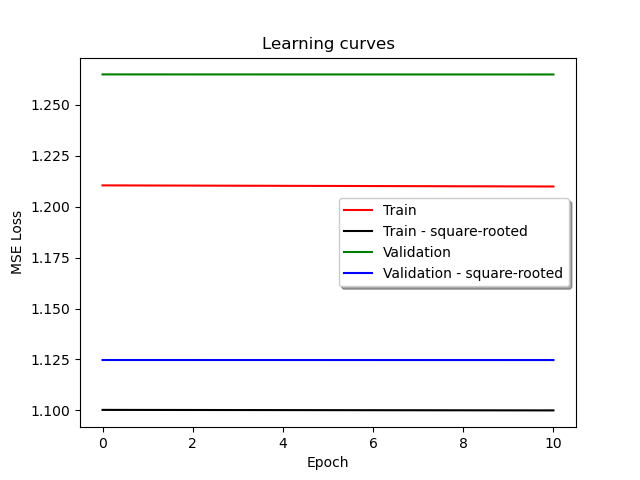 Learning curves
MSE Loss
1.250
1.225
1.200
1.175
1.150
1.125
1.100
Train
Train - square-rooted
Validation
Validation - square-rooted
0 2 4 6 8 10
Epoch